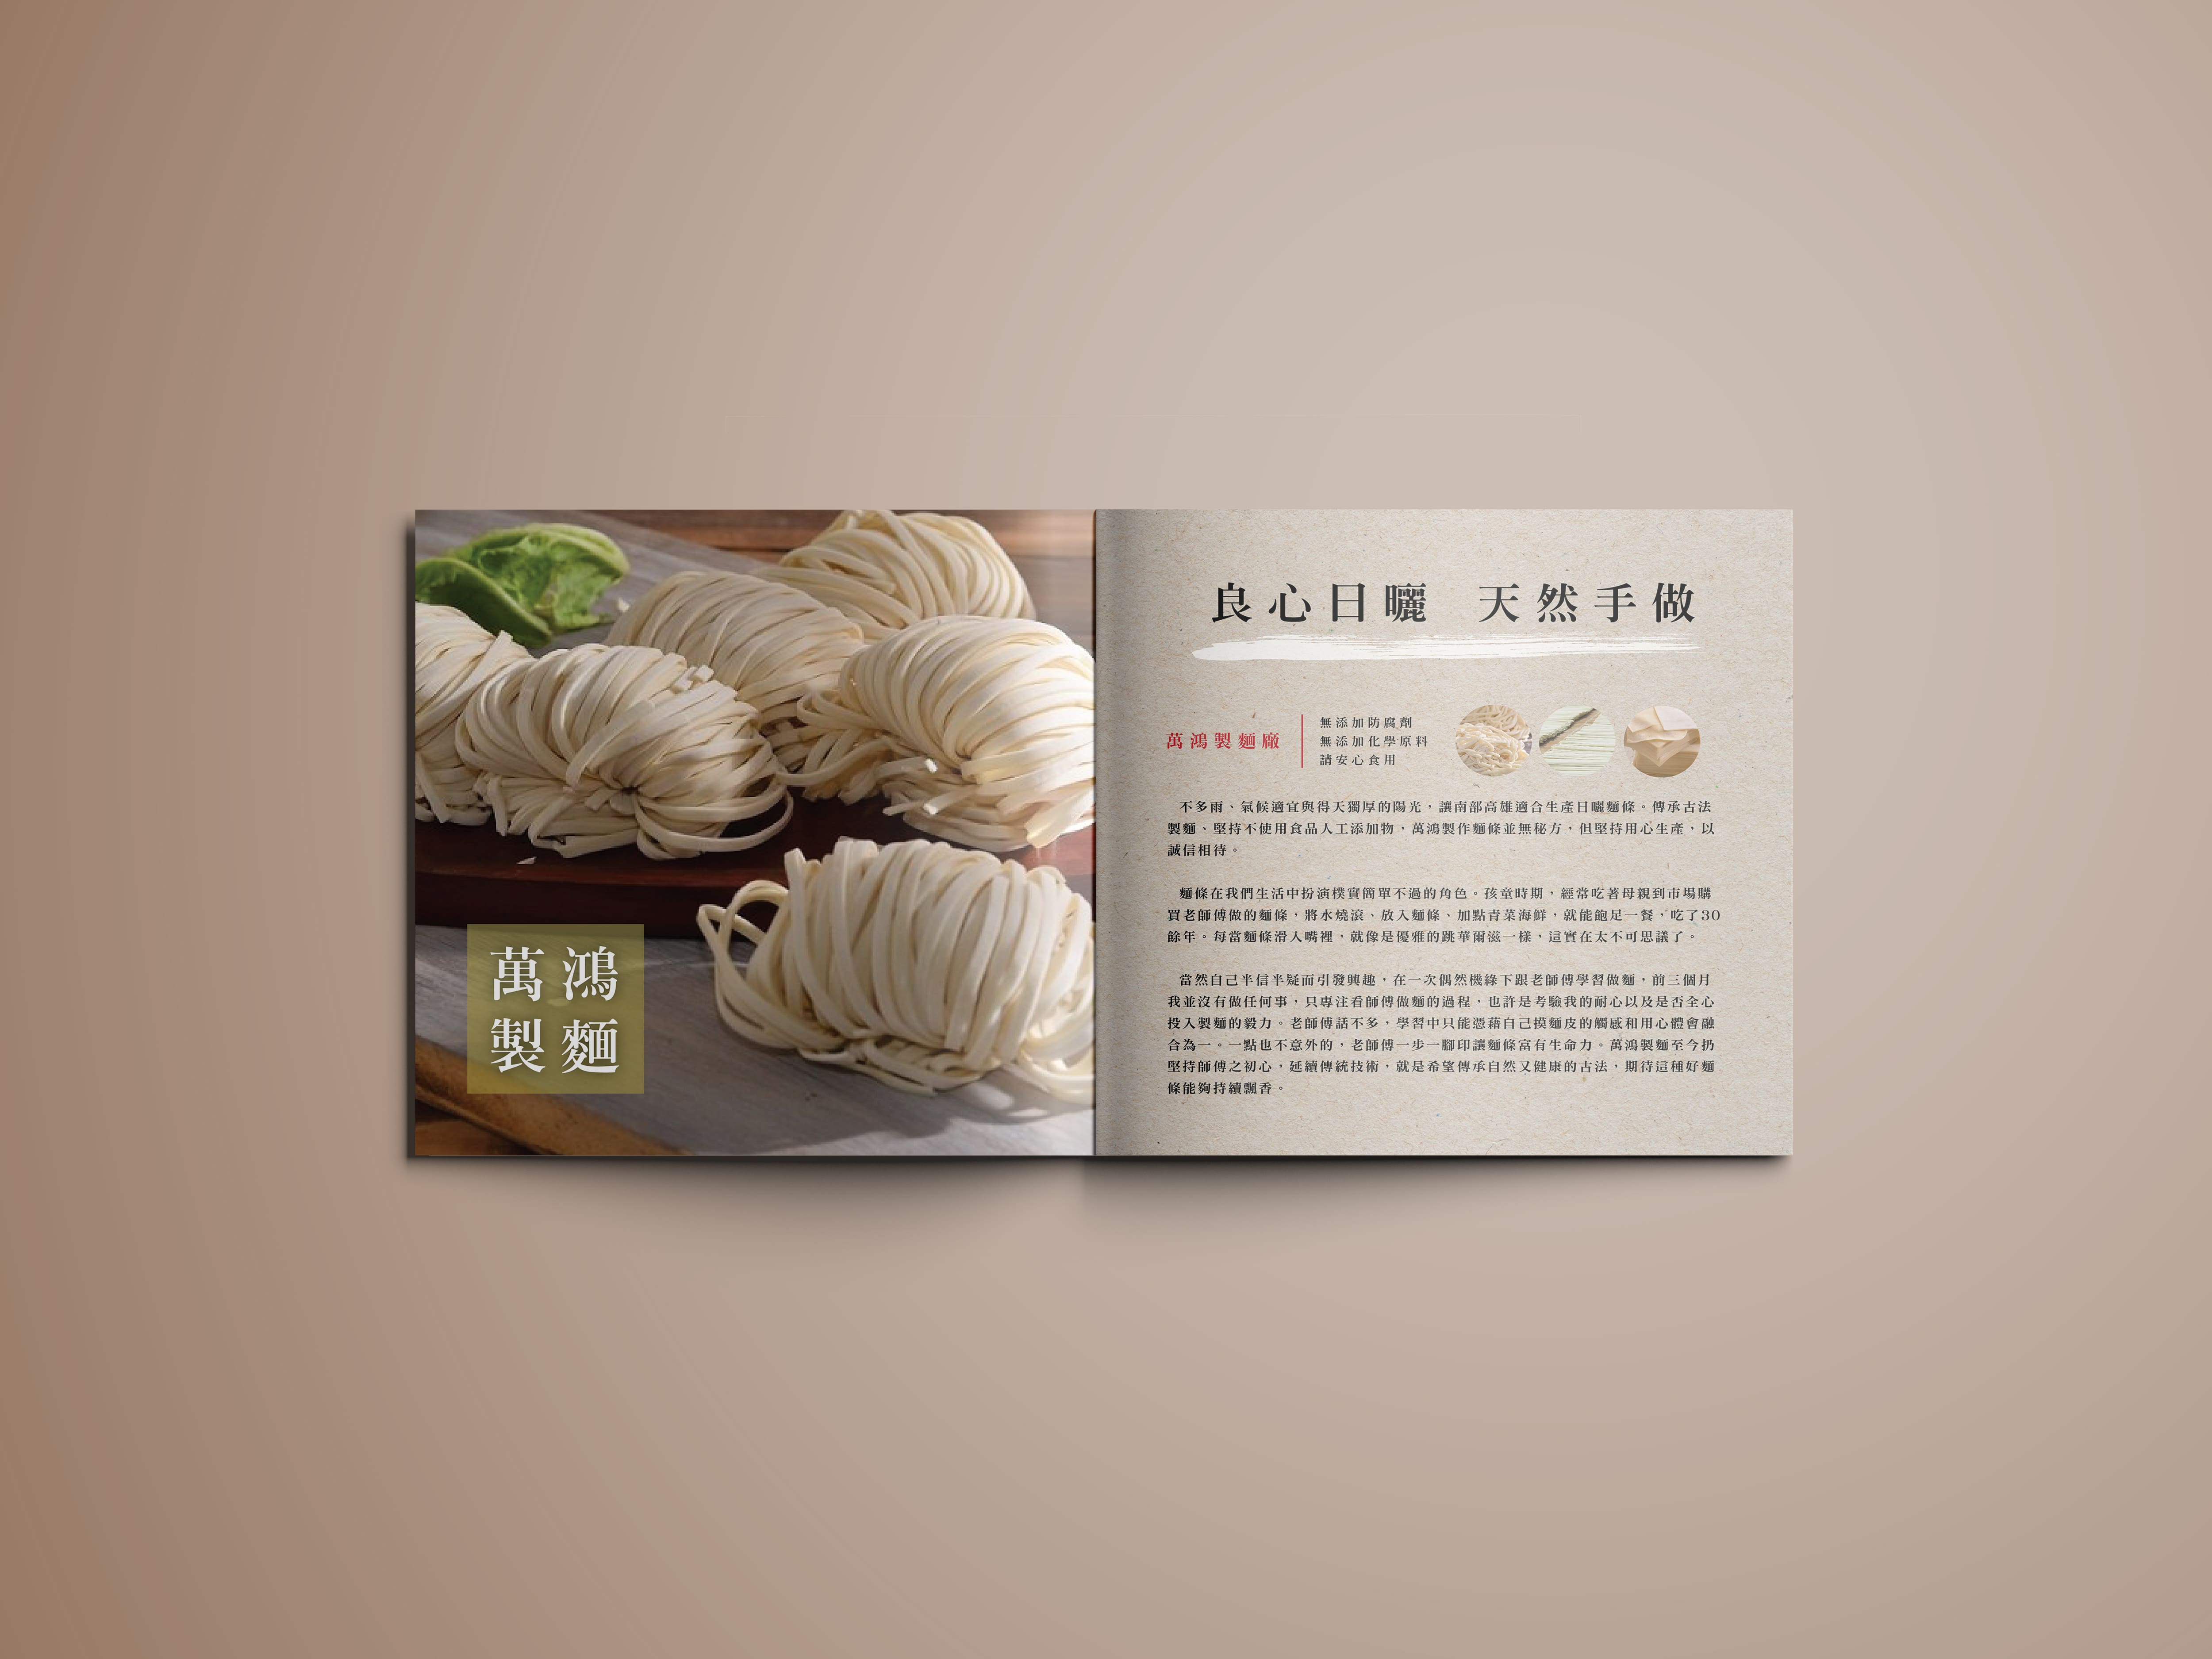 萬鴻
製麵
良心日曬 天然手做
萬鴻製麵廠
無添加防腐劑
無添加化學原料
請安心食用
不多雨、氣候適宜與得天獨厚的陽光，讓南部高雄適合生產日曬麵條。傳承古法
製麵、堅持不使用食品人工添加物，萬鴻製作麵條並無秘方，但堅持用心生產，以
誠信相待。
麵條在我們生活中扮演樸實簡單不過的角色。孩童時期，經常吃著母親到市場購
買老師傅做的麵條，將水燒滾、放入麵條、加點青菜海鮮，就能飽足一餐，吃了30
餘年。每當麵條滑入嘴裡，就像是優雅的跳華爾滋一樣，這實在太不可思議了。
當然自己半信半疑而引發興趣，在一次偶然機緣下跟老師傅學習做麵，前三個月
我並沒有做任何事，只專注看師傅做麵的過程，也許是考驗我的耐心以及是否全心
投入製麵的毅力。老師傅話不多，學習中只能憑藉自己摸麵皮的觸感和用心體會融
合為一。一點也不意外的，老師傅一步一腳印讓麵條富有生命力。萬鴻製麵至今扔
堅持師傅之初心，延續傳統技術，就是希望傳承自然又健康的古法，期待這種好麵
條能夠持續飄香。